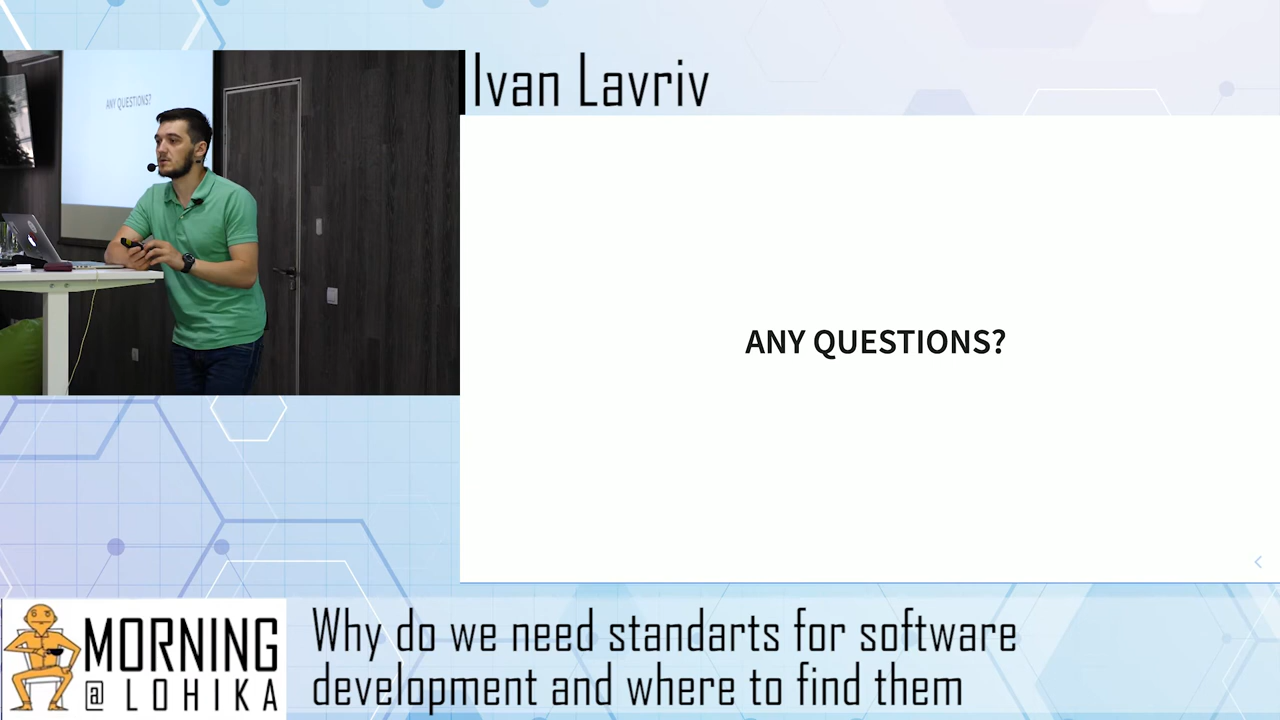 ANY QUESTIONS?
Ivan Lavriv
ANY QUESTIONS?
MORNING
@ LOHIKA
Why do we need standarts for software
development and where to find them